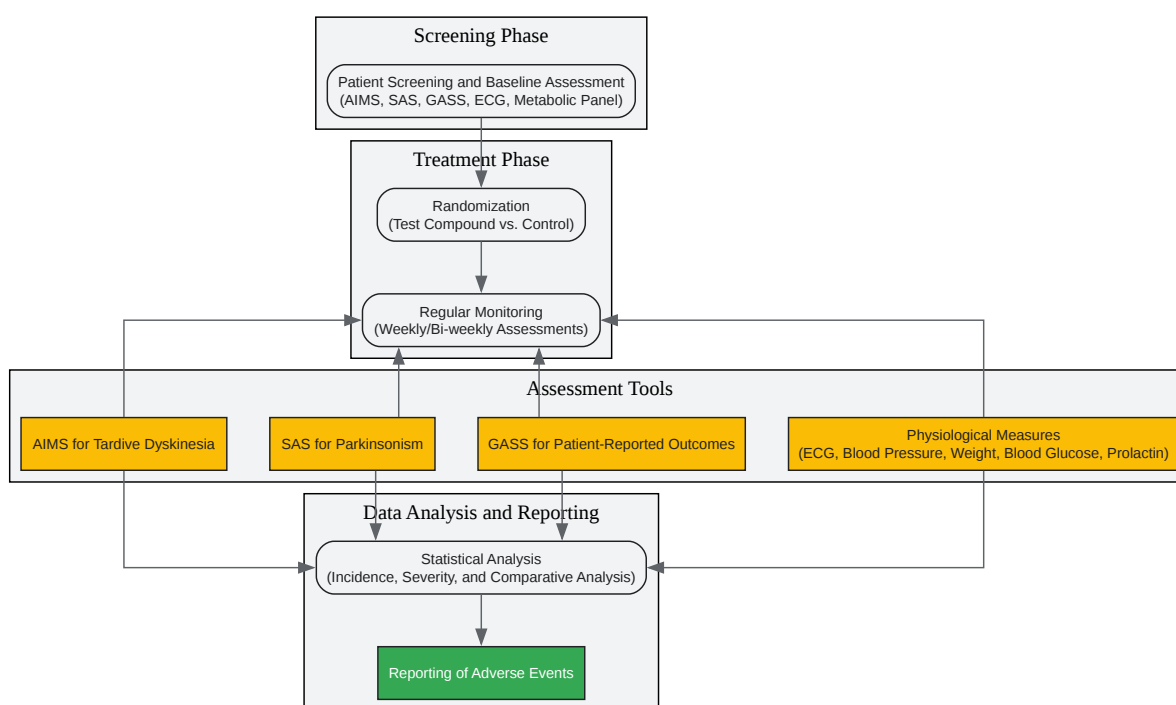 Screening Phase
Patient Screening and Baseline Assessment
(AIMS, SAS, GASS, ECG, Metabolic Panel)
Treatment Phase
Randomization
(Test Compound vs. Control)
Regular Monitoring
(Weekly/Bi-weekly Assessments)
Assessment Tools
AIMS for Tardive Dyskinesia
SAS for Parkinsonism
GASS for Patient-Reported Outcomes
Physiological Measures
(ECG, Blood Pressure, Weight, Blood Glucose, Prolactin)
Data Analysis and Reporting
Statistical Analysis
(Incidence, Severity, and Comparative Analysis)
Reporting of Adverse Events